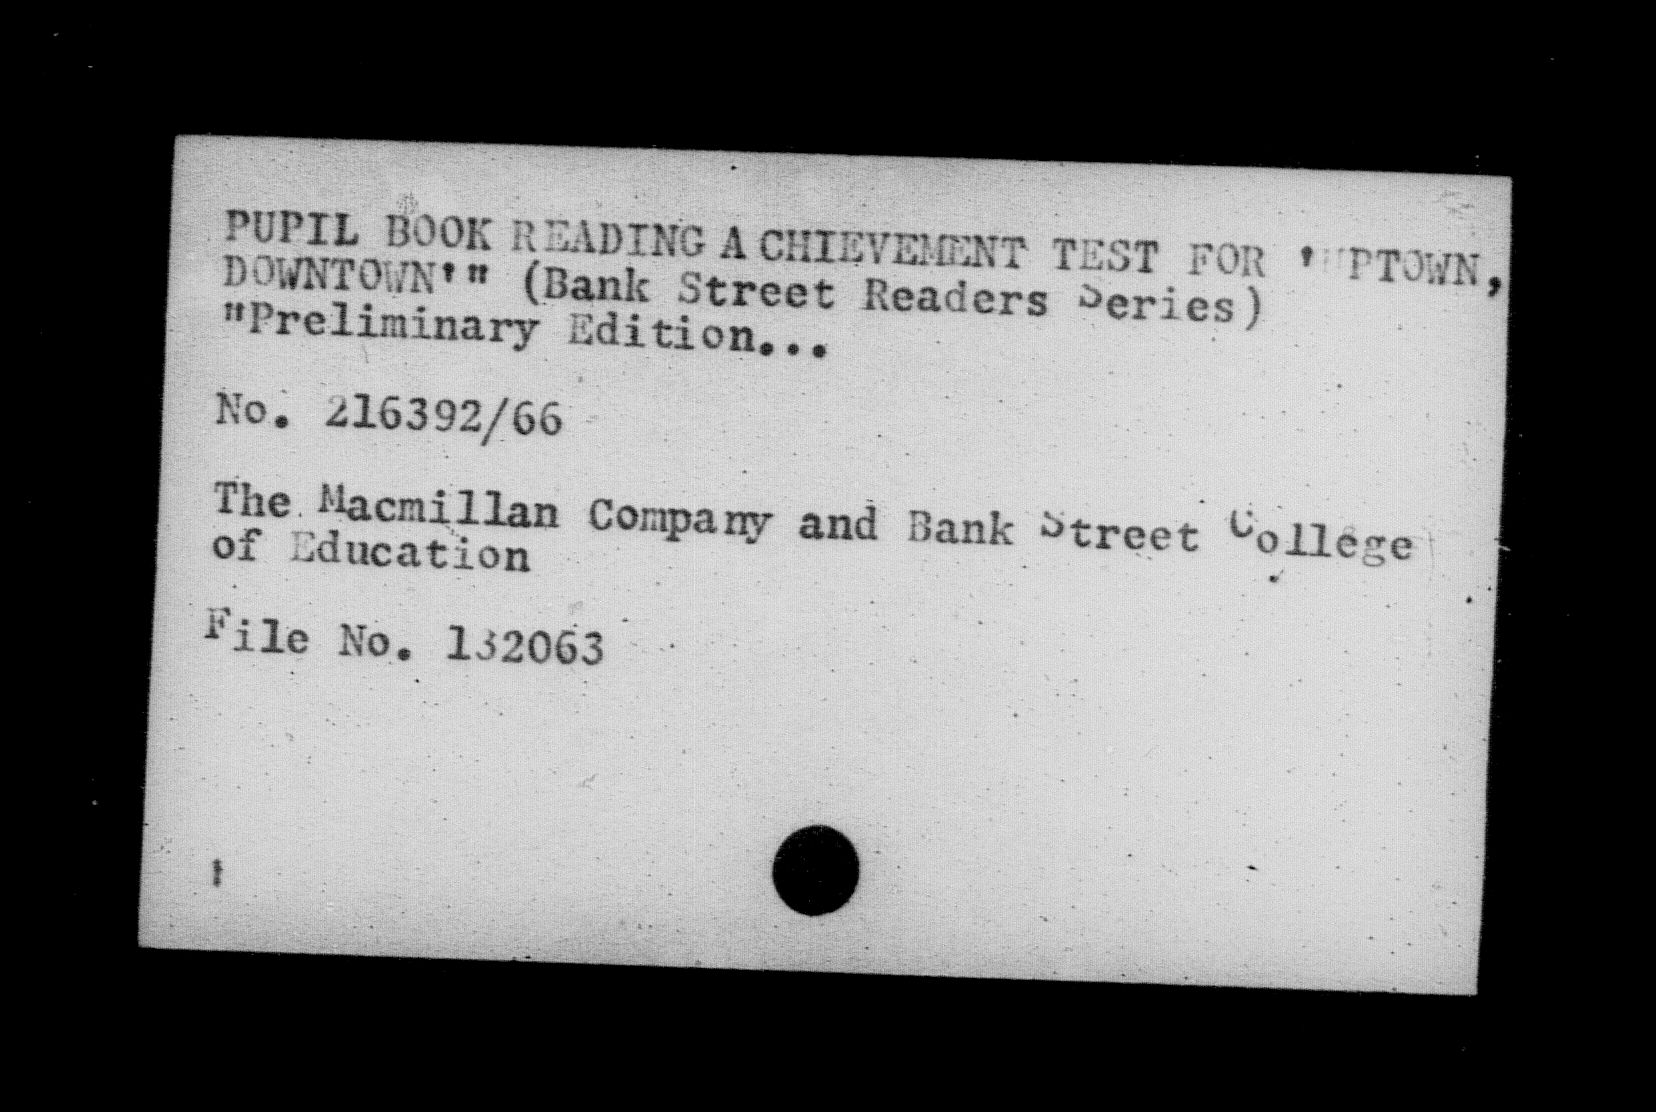 PUPIL BOOK READING A CHIEVEMENT TEST FOR 'UPTOWN,
DOWNTOWN'" (Bank Street Readers Series)
"Preliminary Edition...
No. 216392/66
The Macmillan Company and Bank Street College
of Education
File No. 132063